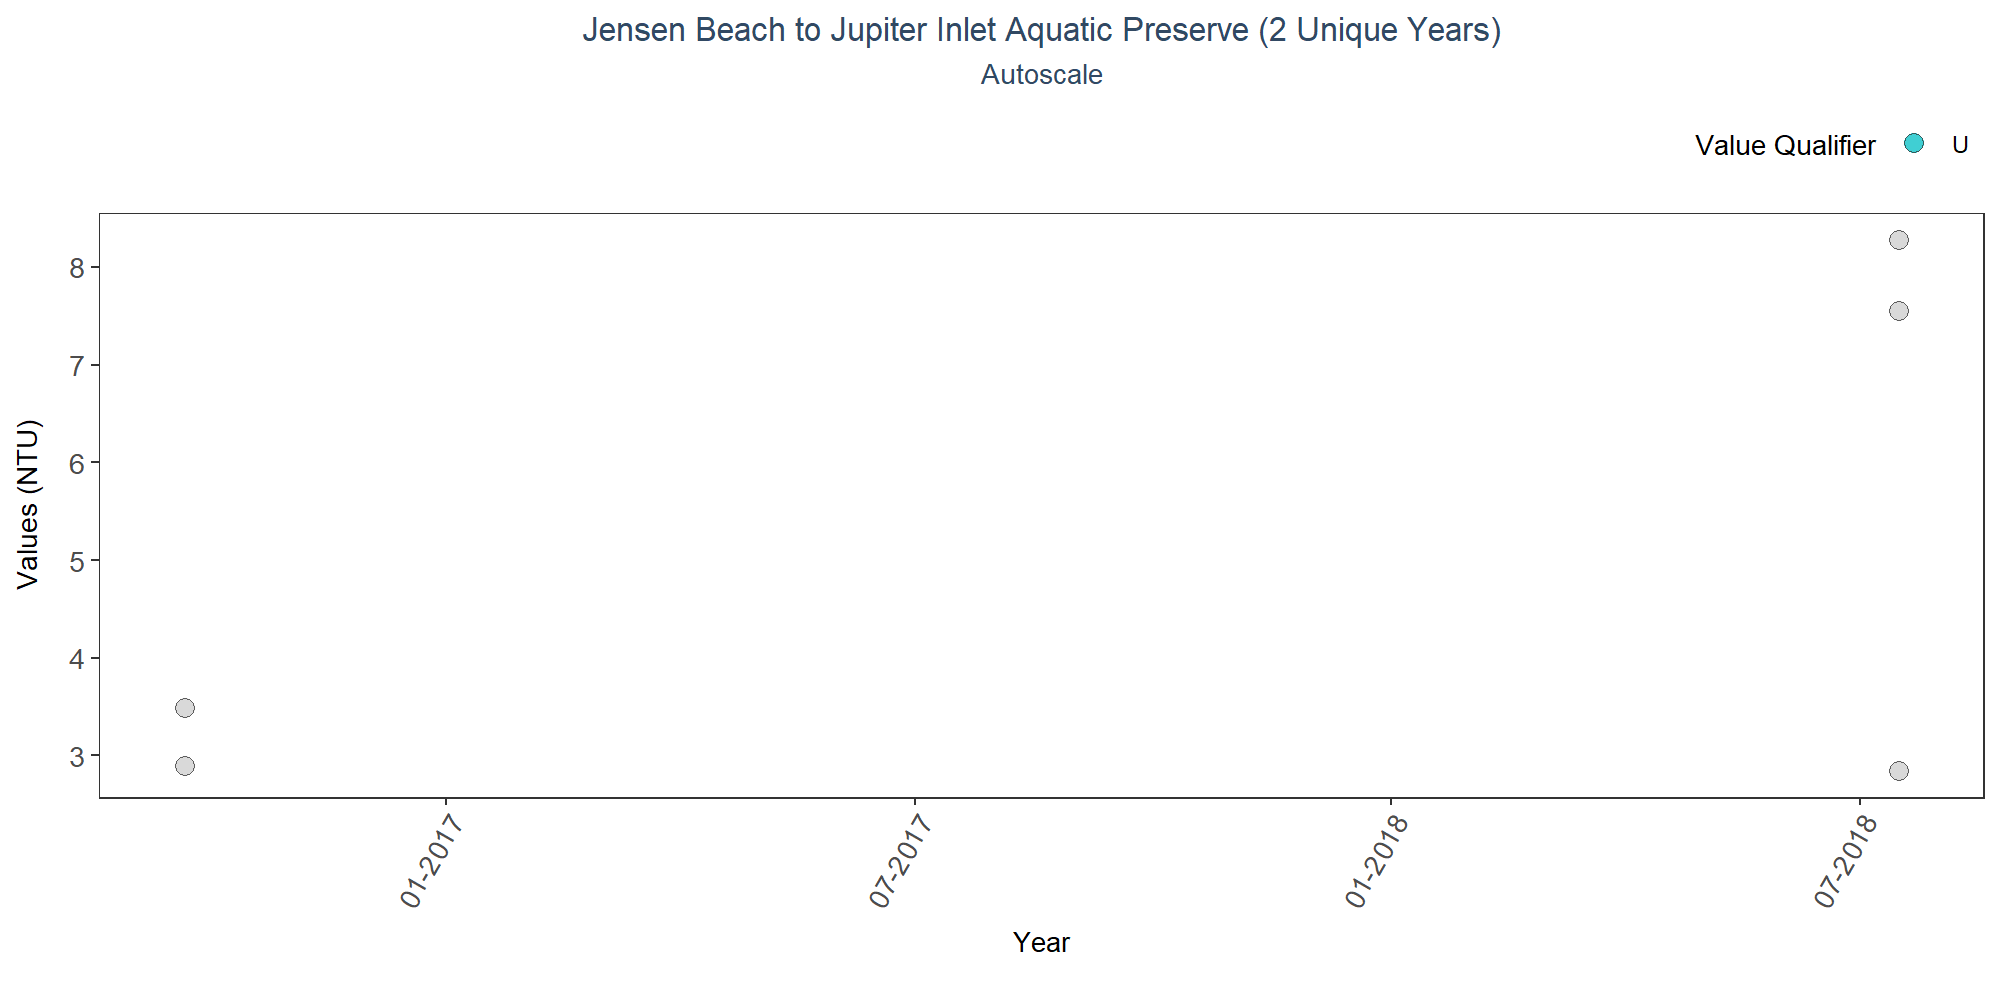 Jensen Beach to Jupiter Inlet Aquatic Preserve (2 Unique Years)
Autoscale
Value Qualifier U
8
7
6
5
4
3
Values (NTU)
01-2017
07-2017
01-2018
07-2018
Year